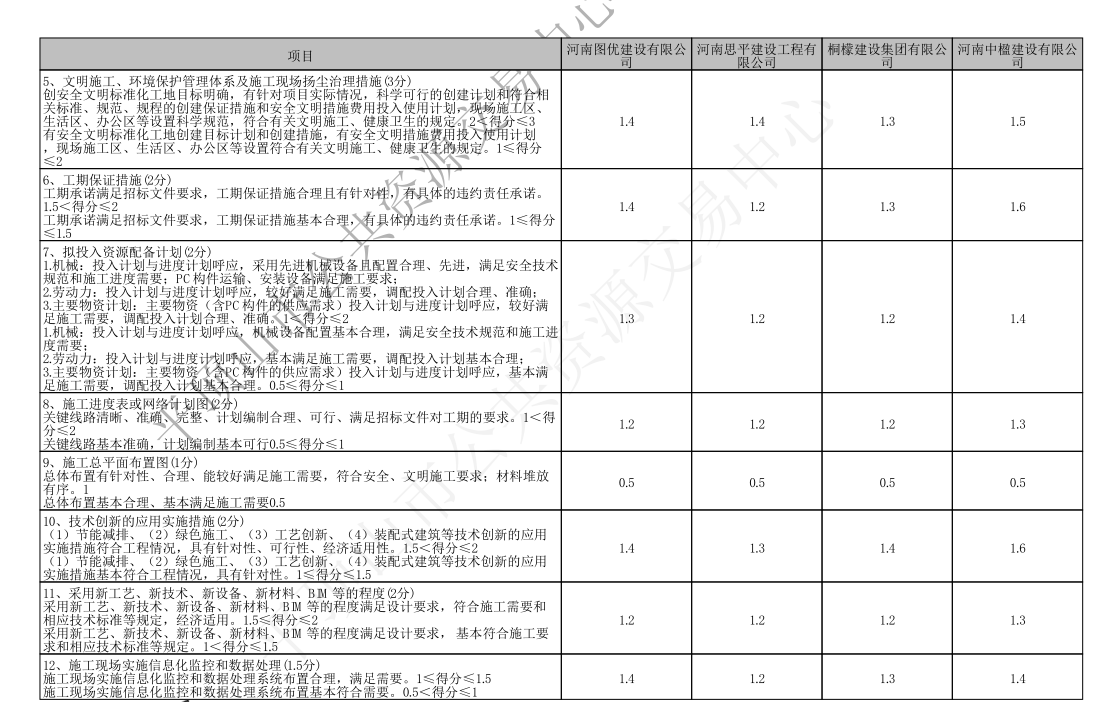 项目
河南图优建设有限公
司
河南思平建设工程有
限公司
桐檬建设集团有限公
司
河南中楹建设有限公
司
5、文明施工、环境保护管理体系及施工现场扬尘治理措施(3分)
创安全文明标准化工地目标明确，有针对项目实际情况，科学可行的创建计划和符合相
关标准、规范、规程的创建保证措施和安全文明措施费用投入使用计划，现场施工区、
生活区、办公区等设置科学规范，符合有关文明施工、健康卫生的规定。2＜得分≤3
有安全文明标准化工地创建目标计划和创建措施，有安全文明措施费用投入使用计划
，现场施工区、生活区、办公区等设置符合有关文明施工、健康卫生的规定。1≤得分
≤2
1.4
1.4
1.3
1.5
6、工期保证措施(2分)
工期承诺满足招标文件要求，工期保证措施合理且有针对性，有具体的违约责任承诺。
1.5＜得分≤2
工期承诺满足招标文件要求，工期保证措施基本合理，有具体的违约责任承诺。1≤得分
≤1.5
1.4
1.2
1.3
1.6
7、拟投入资源配备计划(2分)
1.机械：投入计划与进度计划呼应，采用先进机械设备且配置合理、先进，满足安全技术
规范和施工进度需要；PC构件运输、安装设备满足施工要求；
2.劳动力：投入计划与进度计划呼应，较好满足施工需要，调配投入计划合理、准确；
3.主要物资计划：主要物资（含PC构件的供应需求）投入计划与进度计划呼应，较好满
足施工需要，调配投入计划合理、准确。1＜得分≤2
1.机械：投入计划与进度计划呼应，机械设备配置基本合理，满足安全技术规范和施工进
度需要；
2.劳动力：投入计划与进度计划呼应，基本满足施工需要，调配投入计划基本合理；
3.主要物资计划：主要物资（含PC构件的供应需求）投入计划与进度计划呼应，基本满
足施工需要，调配投入计划基本合理。0.5≤得分≤1
1.3
1.2
1.2
1.4
8、施工进度表或网络计划图(2分)
关键线路清晰、准确、完整、计划编制合理、可行、满足招标文件对工期的要求。1＜得
分≤2
关键线路基本准确，计划编制基本可行0.5≤得分≤1
1.2
1.2
1.2
1.3
9、施工总平面布置图(1分)
总体布置有针对性、合理、能较好满足施工需要，符合安全、文明施工要求；材料堆放
有序。1
总体布置基本合理、基本满足施工需要0.5
0.5
0.5
0.5
0.5
10、技术创新的应用实施措施(2分)
（1）节能减排、（2）绿色施工、（3）工艺创新、（4）装配式建筑等技术创新的应用
实施措施符合工程情况，具有针对性、可行性、经济适用性。1.5＜得分≤2
（1）节能减排、（2）绿色施工、（3）工艺创新、（4）装配式建筑等技术创新的应用
实施措施基本符合工程情况，具有针对性。1≤得分≤1.5
1.4
1.3
1.4
1.6
11、采用新工艺、新技术、新设备、新材料、BIM 等的程度(2分)
采用新工艺、新技术、新设备、新材料、BIM 等的程度满足设计要求，符合施工需要和
相应技术标准等规定，经济适用。1.5≤得分≤2
采用新工艺、新技术、新设备、新材料、BIM 等的程度满足设计要求， 基本符合施工要
求和相应技术标准等规定。1＜得分≤1.5
1.2
1.2
1.2
1.3
12、施工现场实施信息化监控和数据处理(1.5分)
施工现场实施信息化监控和数据处理系统布置合理，满足需要。1≤得分≤1.5
施工现场实施信息化监控和数据处理系统布置基本符合需要。0.5＜得分≤1
1.4
1.2
1.3
1.4
平顶山市公共资源交易中心
平顶山市公共资源交易中心